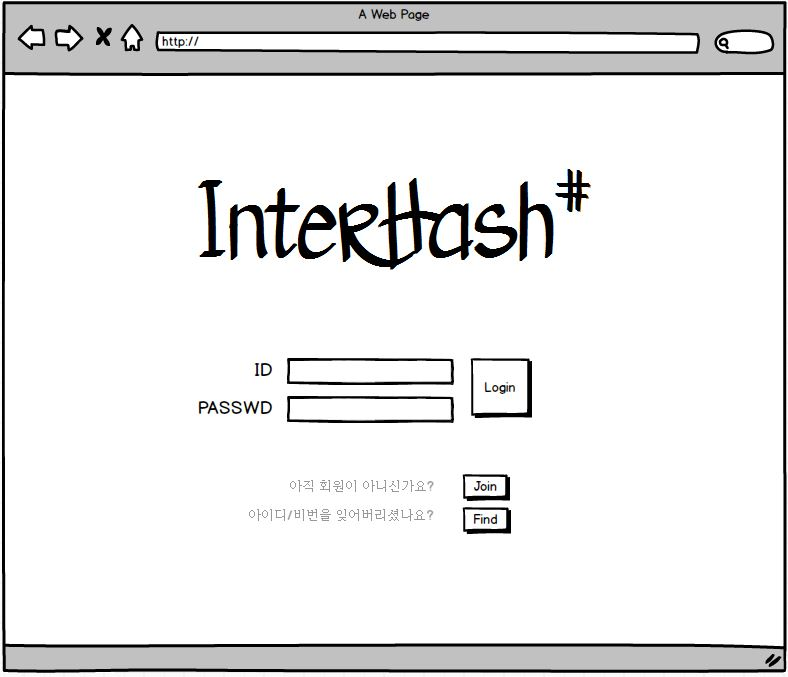 A Web Page
http://
InterHash#
ID
Login
PASSWD
아직 회원이 아니신가요?
Join
아이디/비번을 잊어버리셨나요?
Find